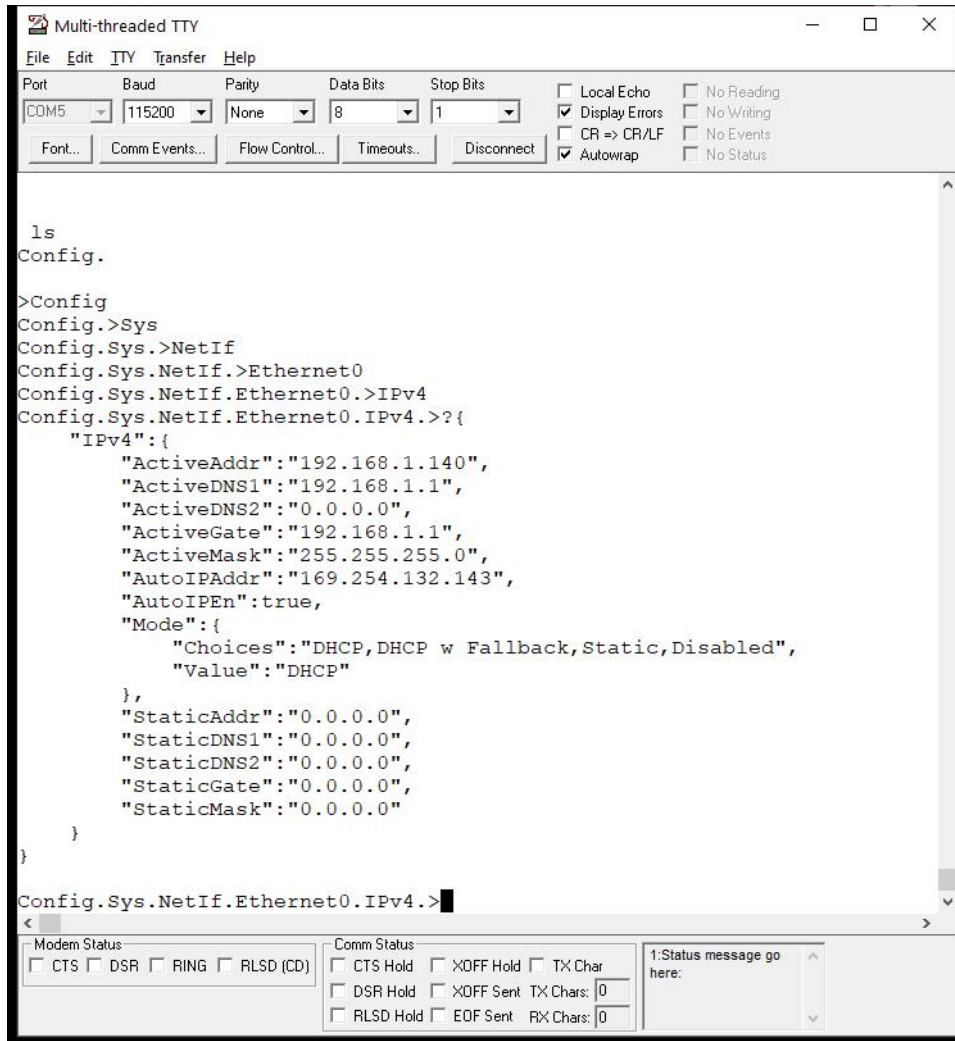 Multi-threaded TTY
File Edit TTY Transfer Help
Port Baud Parity Data Bits Stop Bits
COM5 115200 None 8 1
Local Echo No Reading
Display Errors No Writing
CR => CR/LF No Events
Autowrap No Status
Font... Comm Events... Flow Control... Timeouts.. Disconnect
ls
Config.
>Config
Config.>Sys
Config.Sys.>NetIf
Config.Sys.NetIf.>Ethernet0
Config.Sys.NetIf.Ethernet0.>IPv4
Config.Sys.NetIf.Ethernet0.IPv4.>?{
"IPv4":{
"ActiveAddr":"192.168.1.140",
"ActiveDNS1":"192.168.1.1",
"ActiveDNS2":"0.0.0.0",
"ActiveGate":"192.168.1.1",
"ActiveMask":"255.255.255.0",
"AutoIPAddr":"169.254.132.143",
"AutoIPEn":true,
"Mode":{
"Choices":"DHCP,DHCP w Fallback,Static,Disabled",
"Value":"DHCP"
},
"StaticAddr":"0.0.0.0",
"StaticDNS1":"0.0.0.0",
"StaticDNS2":"0.0.0.0",
"StaticGate":"0.0.0.0",
"StaticMask":"0.0.0.0"
}
}
Config.Sys.NetIf.Ethernet0.IPv4.>
Modem Status
CTS DSR RING RLSD (CD)
Comm Status
CTS Hold XOFF Hold TX Char
DSR Hold XOFF Sent TX Chars: 0
RLSD Hold EOF Sent RX Chars: 0
1:Status message go
here: